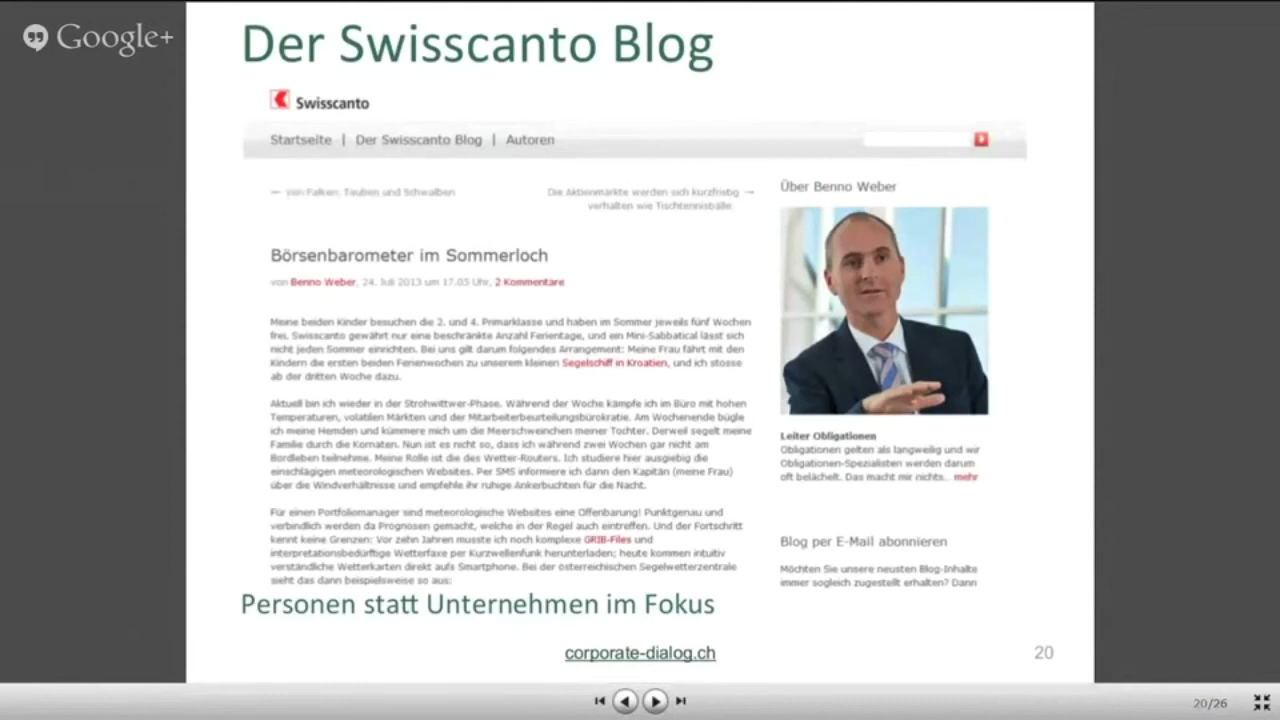 Google+
Der Swisscanto Blog
Swisscanto
Startseite | Der Swisscanto Blog | Autoren
← Von Falken, Tauben und Schwalben
Die Aktienmärkte werden sich kurzfristig →
verhalten wie Tischtennisbälle.
Börsenbarometer im Sommerloch
von Benno Weber, 24. Juli 2013 um 17.05 Uhr, 2 Kommentare
Meine beiden Kinder besuchen die 2. und 4. Primarklasse und haben im Sommer jeweils fünf Wochen
frei. Swisscanto gewährt nur eine beschränkte Anzahl Ferientage, und ein Mini-Sabbatical lässt sich
nicht jeden Sommer einrichten. Bei uns gilt darum folgendes Arrangement: Meine Frau fährt mit den
Kindern die ersten beiden Ferienwochen zu unserem kleinen Segelschiff in Kroatien, und ich stosse
ab der dritten Woche dazu.
Aktuell bin ich wieder in der Strohwittwer-Phase. Während der Woche kämpfe ich im Büro mit hohen
Temperaturen, volatilen Märkten und der Mitarbeiterbeurteilungsbürokratie. Am Wochenende bügle
ich meine Hemden und kümmere mich um die Meerschweinchen meiner Tochter. Derweil segelt meine
Familie durch die Kornaten. Nun ist es nicht so, dass ich während zwei Wochen gar nicht am
Bordleben teilnehme. Meine Rolle ist die des Wetter-Routers. Ich studiere hier ausgiebig die
einschlägigen meteorologischen Websites. Per SMS informiere ich dann den Kapitän (meine Frau)
über die Windverhältnisse und empfehle ihr ruhige Ankerbuchten für die Nacht.
Für einen Portfoliomanager sind meteorologische Websites eine Offenbarung! Punktgenau und
verbindlich werden da Prognosen gemacht, welche in der Regel auch eintreffen. Und der Fortschritt
kennt keine Grenzen: Vor zehn Jahren musste ich noch komplexe GRIB-Files und
interpretationsbedürftige Wetterfaxe per Kurzwellenfunk herunterladen; heute kommen intuitiv
verständliche Wetterkarten direkt aufs Smartphone. Bei der österreichischen Segelwetterzentrale
sieht das dann beispielsweise so aus:
Über Benno Weber
Leiter Obligationen
Obligationen gelten als langweilig und wir
Obligationen-Spezialisten werden darum
oft belächelt. Das macht mir nichts... mehr
Blog per E-Mail abonnieren
Möchten Sie unsere neusten Blog-Inhalte
immer sogleich zugestellt erhalten? Dann
Personen statt Unternehmen im Fokus
corporate-dialog.ch
20
20/26